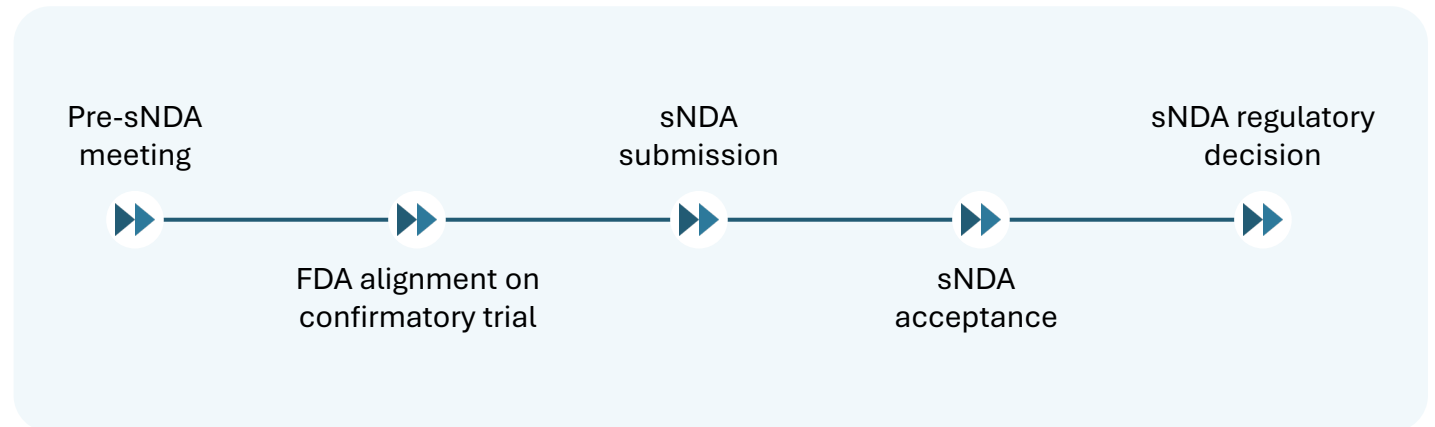 Pre-sNDA
meeting
FDA alignment on
confirmatory trial
sNDA
submission
sNDA
acceptance
sNDA regulatory
decision